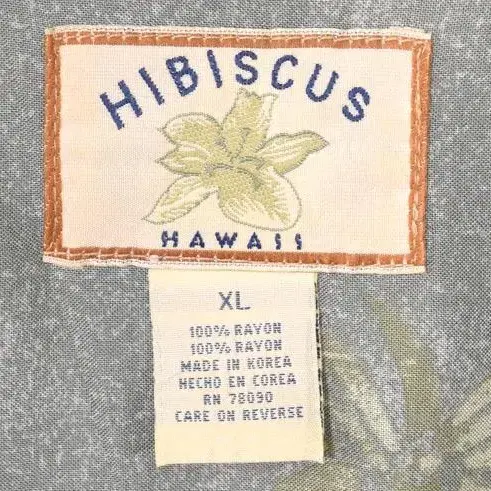 HIBISCUS
HAWAII
XL
100% RAYON
100% RAYON
MADE IN KOREA
HECHO EN COREA
RN 78090
CARE ON REVERSE